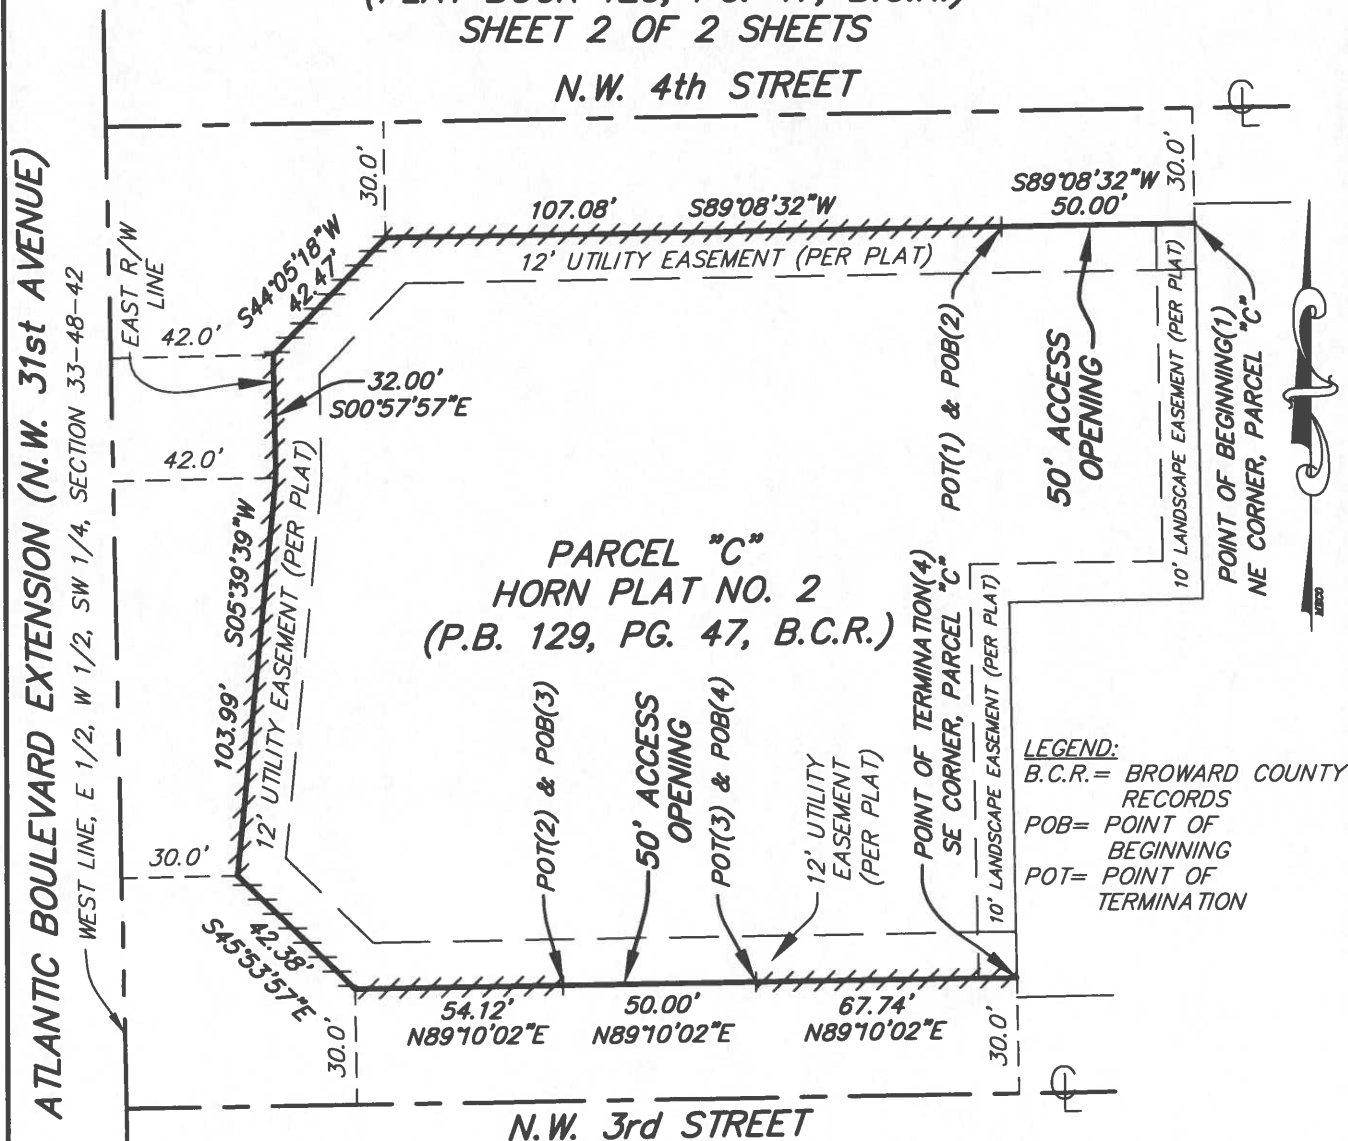 SHEET 2 OF 2 SHEETS
N.W. 4th STREET
ATLANTIC BOULEVARD EXTENSION (N.W. 31st AVENUE)
WEST LINE, E 1/2, W 1/2, SW 1/4, SECTION 33-48-42
EAST R/W
LINE
30.0'
107.08'
S89°08'32"W
S89°08'32"W
50.00'
30.0'
S44°05'18"W
42.47'
12' UTILITY EASEMENT (PER PLAT)
42.0'
32.00'
S00°57'57"E
42.0'
POT(1) & POB(2)
50' ACCESS
OPENING
10' LANDSCAPE EASEMENT (PER PLAT)
POINT OF BEGINNING(1)
NE CORNER, PARCEL "C"
S05°39'39"W
103.99'
12' UTILITY EASEMENT (PER PLAT)
PARCEL "C"
HORN PLAT NO. 2
(P.B. 129, PG. 47, B.C.R.)
POT(2) & POB(3)
50' ACCESS
OPENING
POT(3) & POB(4)
12' UTILITY
EASEMENT
(PER PLAT)
POINT OF TERMINATION(4)
SE CORNER, PARCEL "C"
10' LANDSCAPE EASEMENT (PER PLAT)
LEGEND:
B.C.R.= BROWARD COUNTY
RECORDS
POB= POINT OF
BEGINNING
POT= POINT OF
TERMINATION
30.0'
42.38'
S45°53'57"E
54.12'
N89°10'02"E
50.00'
N89°10'02"E
67.74'
N89°10'02"E
30.0'
30.0'
N.W. 3rd STREET